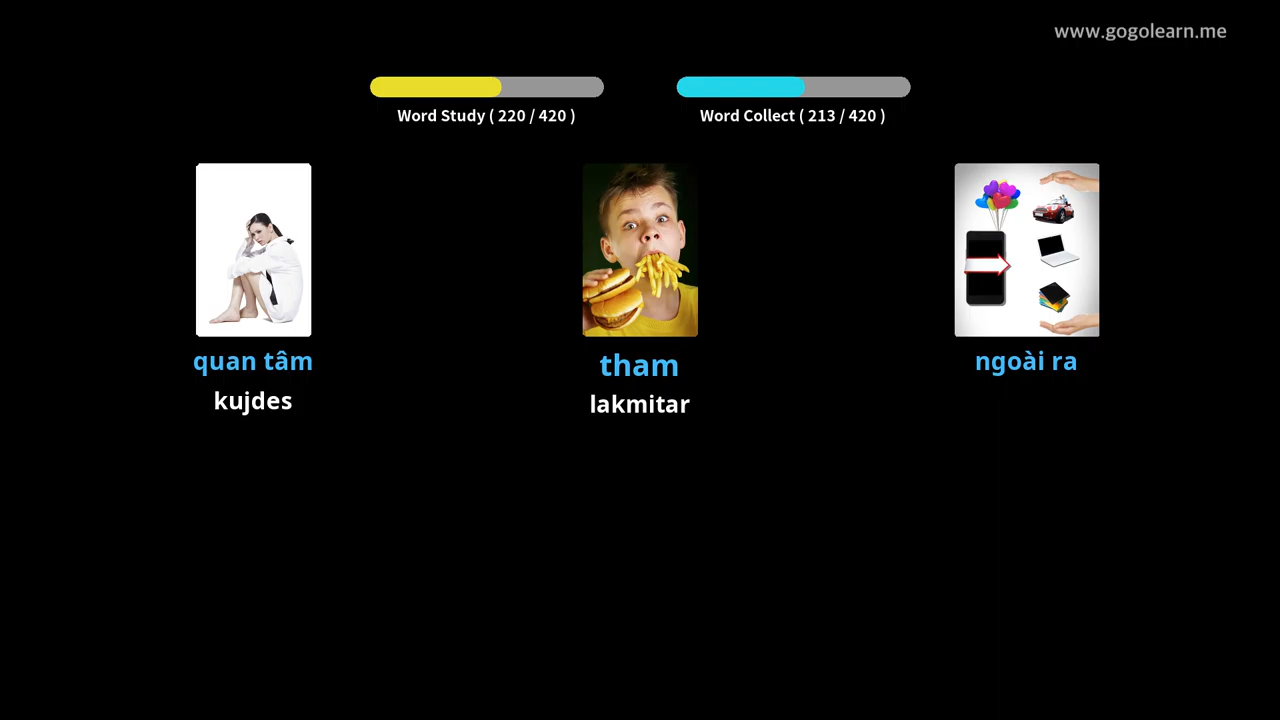 www.gogolearn.me
Word Study ( 220 / 420 )
Word Collect ( 213 / 420 )
quan tâm
tham
ngoài ra
kujdes
lakmitar